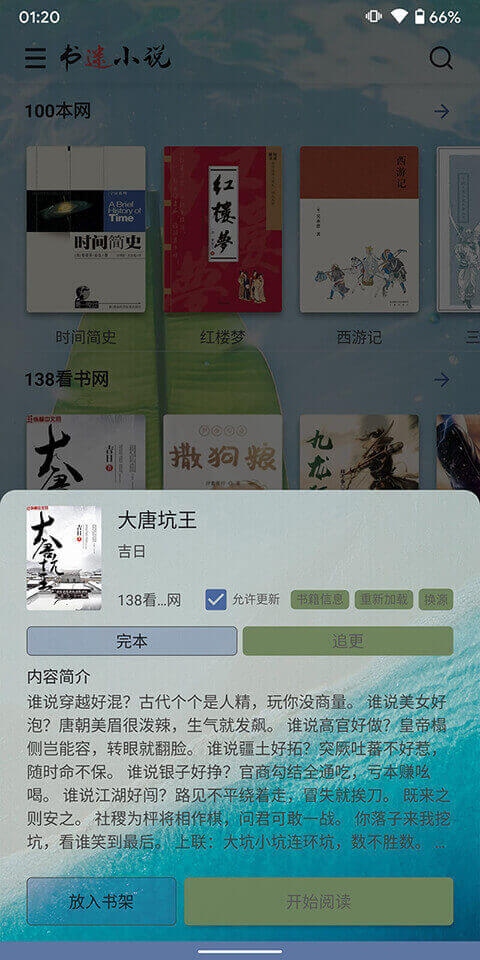 01:20
66%
书迷小说
100本网
A Brief
History of
Time
时间简史
红楼梦
西游记
时间简史
红楼梦
西游记
三
138看书网
大唐
吉日
撒狗粮
九龙
大唐坑王
吉日
大唐坑王
吉日
138看...网
允许更新
书籍信息
重新加载
换源
完本
追更
内容简介
谁说穿越好混？古代个个是人精，玩你没商量。 谁说美女好
泡？唐朝美眉很泼辣，生气就发飙。 谁说高官好做？皇帝榻
侧岂能容，转眼就翻脸。 谁说疆土好拓？突厥吐蕃不好惹，
随时命不保。 谁说银子好挣？官商勾结全通吃，亏本赚吆
喝。 谁说江湖好闯？路见不平绕着走，冒失就挨刀。 既来之
则安之。 社稷为枰将相作棋，问君可敢一战。 你落子来我挖
坑，看谁笑到最后。 上联：大坑小坑连环坑，数不胜数。 ...
放入书架
开始阅读